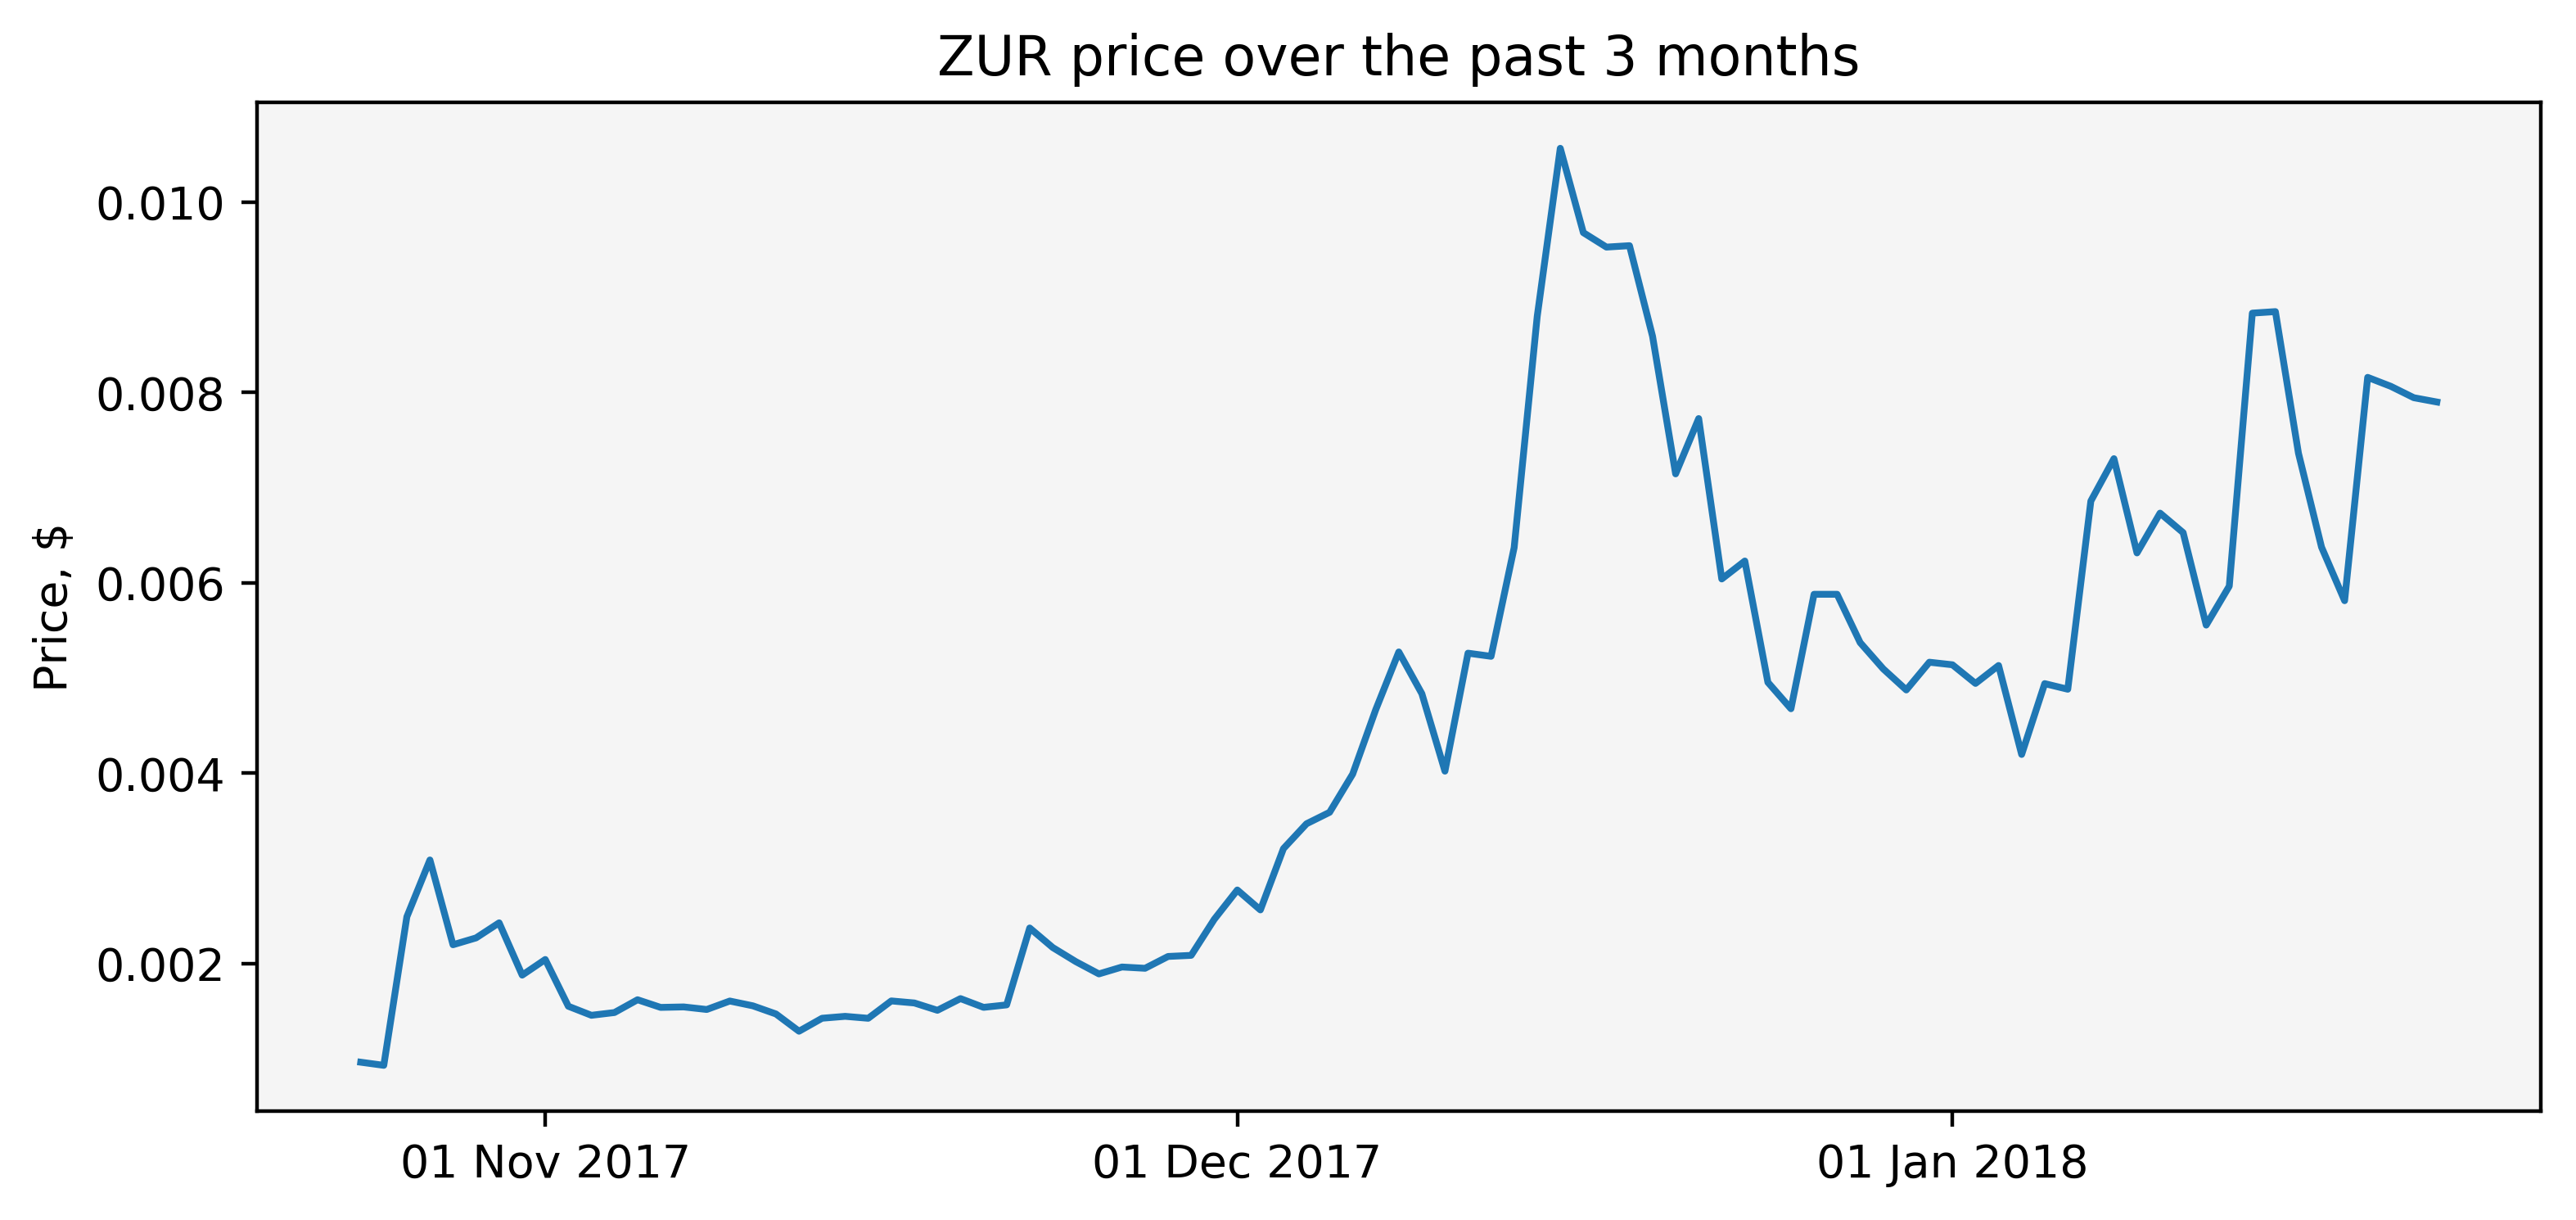 ZUR price over the past 3 months
Price, $
0.010
0.008
0.006
0.004
0.002
01 Nov 2017
01 Dec 2017
01 Jan 2018